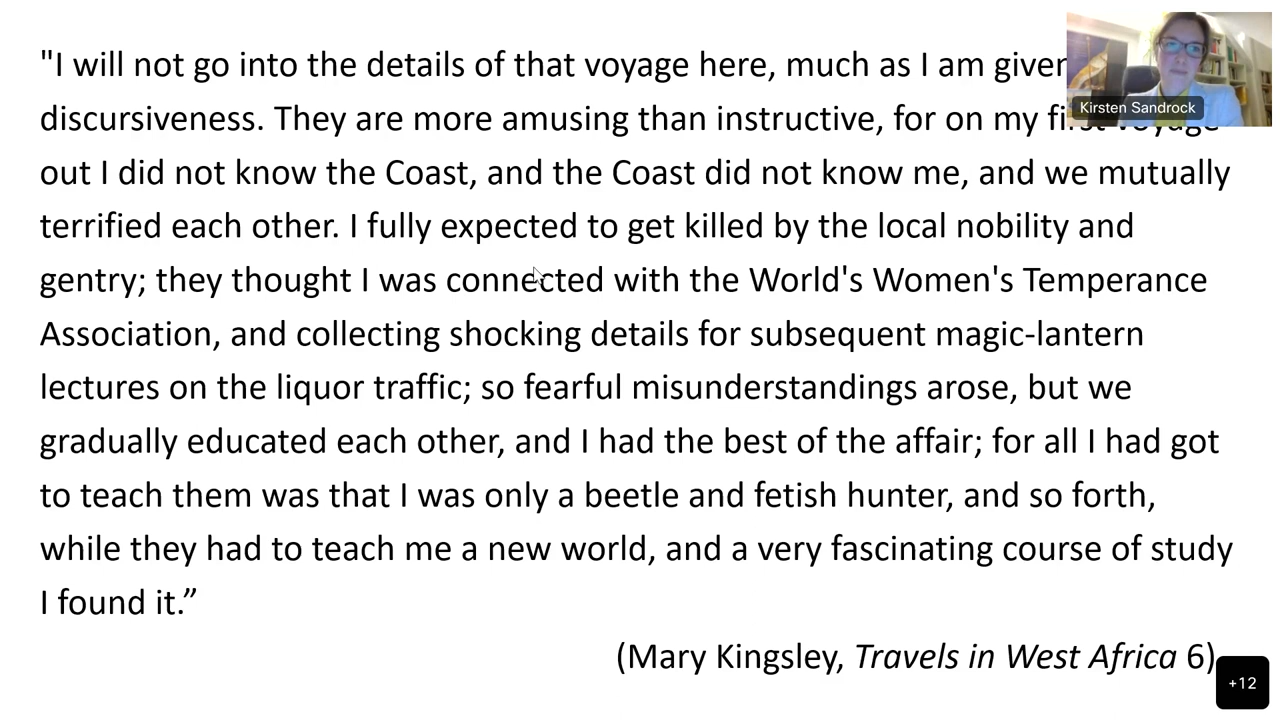 "I will not go into the details of that voyage here, much as I am given
discursiveness. They are more amusing than instructive, for on my first voyage
out I did not know the Coast, and the Coast did not know me, and we mutually
terrified each other. I fully expected to get killed by the local nobility and
gentry; they thought I was connected with the World's Women's Temperance
Association, and collecting shocking details for subsequent magic-lantern
lectures on the liquor traffic; so fearful misunderstandings arose, but we
gradually educated each other, and I had the best of the affair; for all I had got
to teach them was that I was only a beetle and fetish hunter, and so forth,
while they had to teach me a new world, and a very fascinating course of study
I found it.”
(Mary Kingsley, Travels in West Africa 6)
Kirsten Sandrock
+12